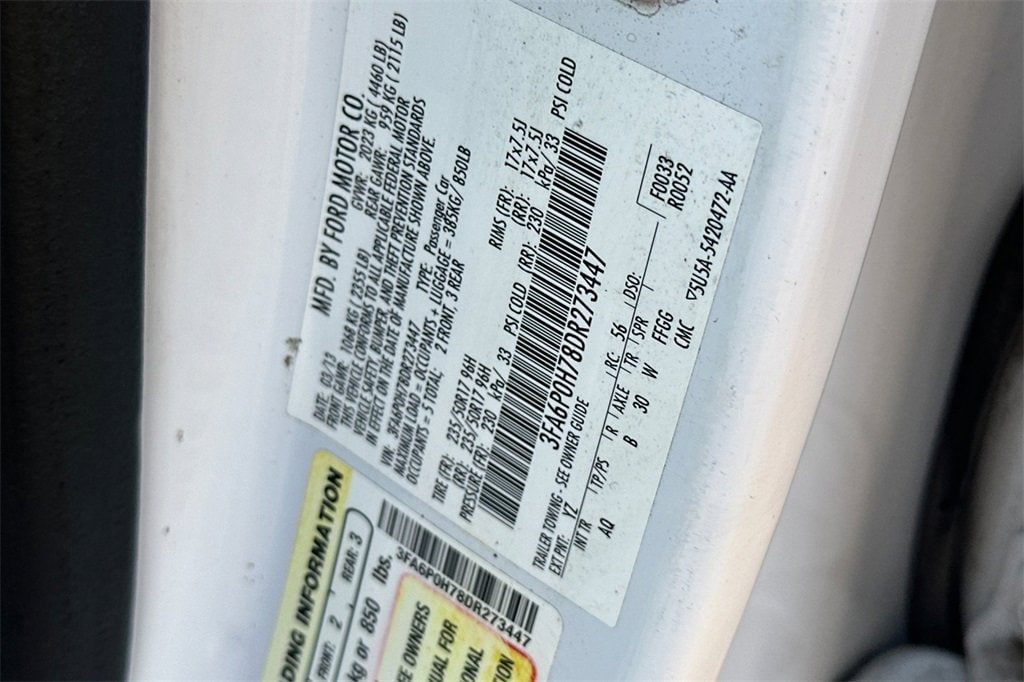 MFD. BY FORD MOTOR CO.
DATE: 03/13 GVWR: 2023 KG ( 4460 LB)
FRONT GAWR: 1068 KG ( 2355 LB) REAR GAWR: 959 KG ( 2115 LB)
THIS VEHICLE CONFORMS TO ALL APPLICABLE FEDERAL MOTOR
VEHICLE SAFETY, BUMPER, AND THEFT PREVENTION STANDARDS
IN EFFECT ON THE DATE OF MANUFACTURE SHOWN ABOVE.
VIN: 3FA6P0H78DR273447 TYPE: Passenger Car
MAXIMUM LOAD = OCCUPANTS + LUGGAGE = 385KG/ 850LB
OCCUPANTS = 5 TOTAL: 2 FRONT, 3 REAR
TIRE (FR): 235/50R17 96H RIMS (FR): 17x7.5J
(RR): 235/50R17 96H (RR): 17x7.5J
PRESSURE (FR): 230 kPa/ 33 PSI COLD (RR): 230 kPa/ 33 PSI COLD
3FA6P0H78DR273447
TRAILER TOWING - SEE OWNER GUIDE
EXT PNT: YZ RC: 56 DSO: F0033
R0052
INT TR TP/PS R AXLE TR SPR
AQ B 30 W FFGG
CMC
▽5U5A-5420472-AA
DING INFORMATION
FRONT: 2 REAR: 3
kg or 850 lbs.
3FA6P0H78DR273447
EE OWNERS
UAL FOR
IONAL
TION